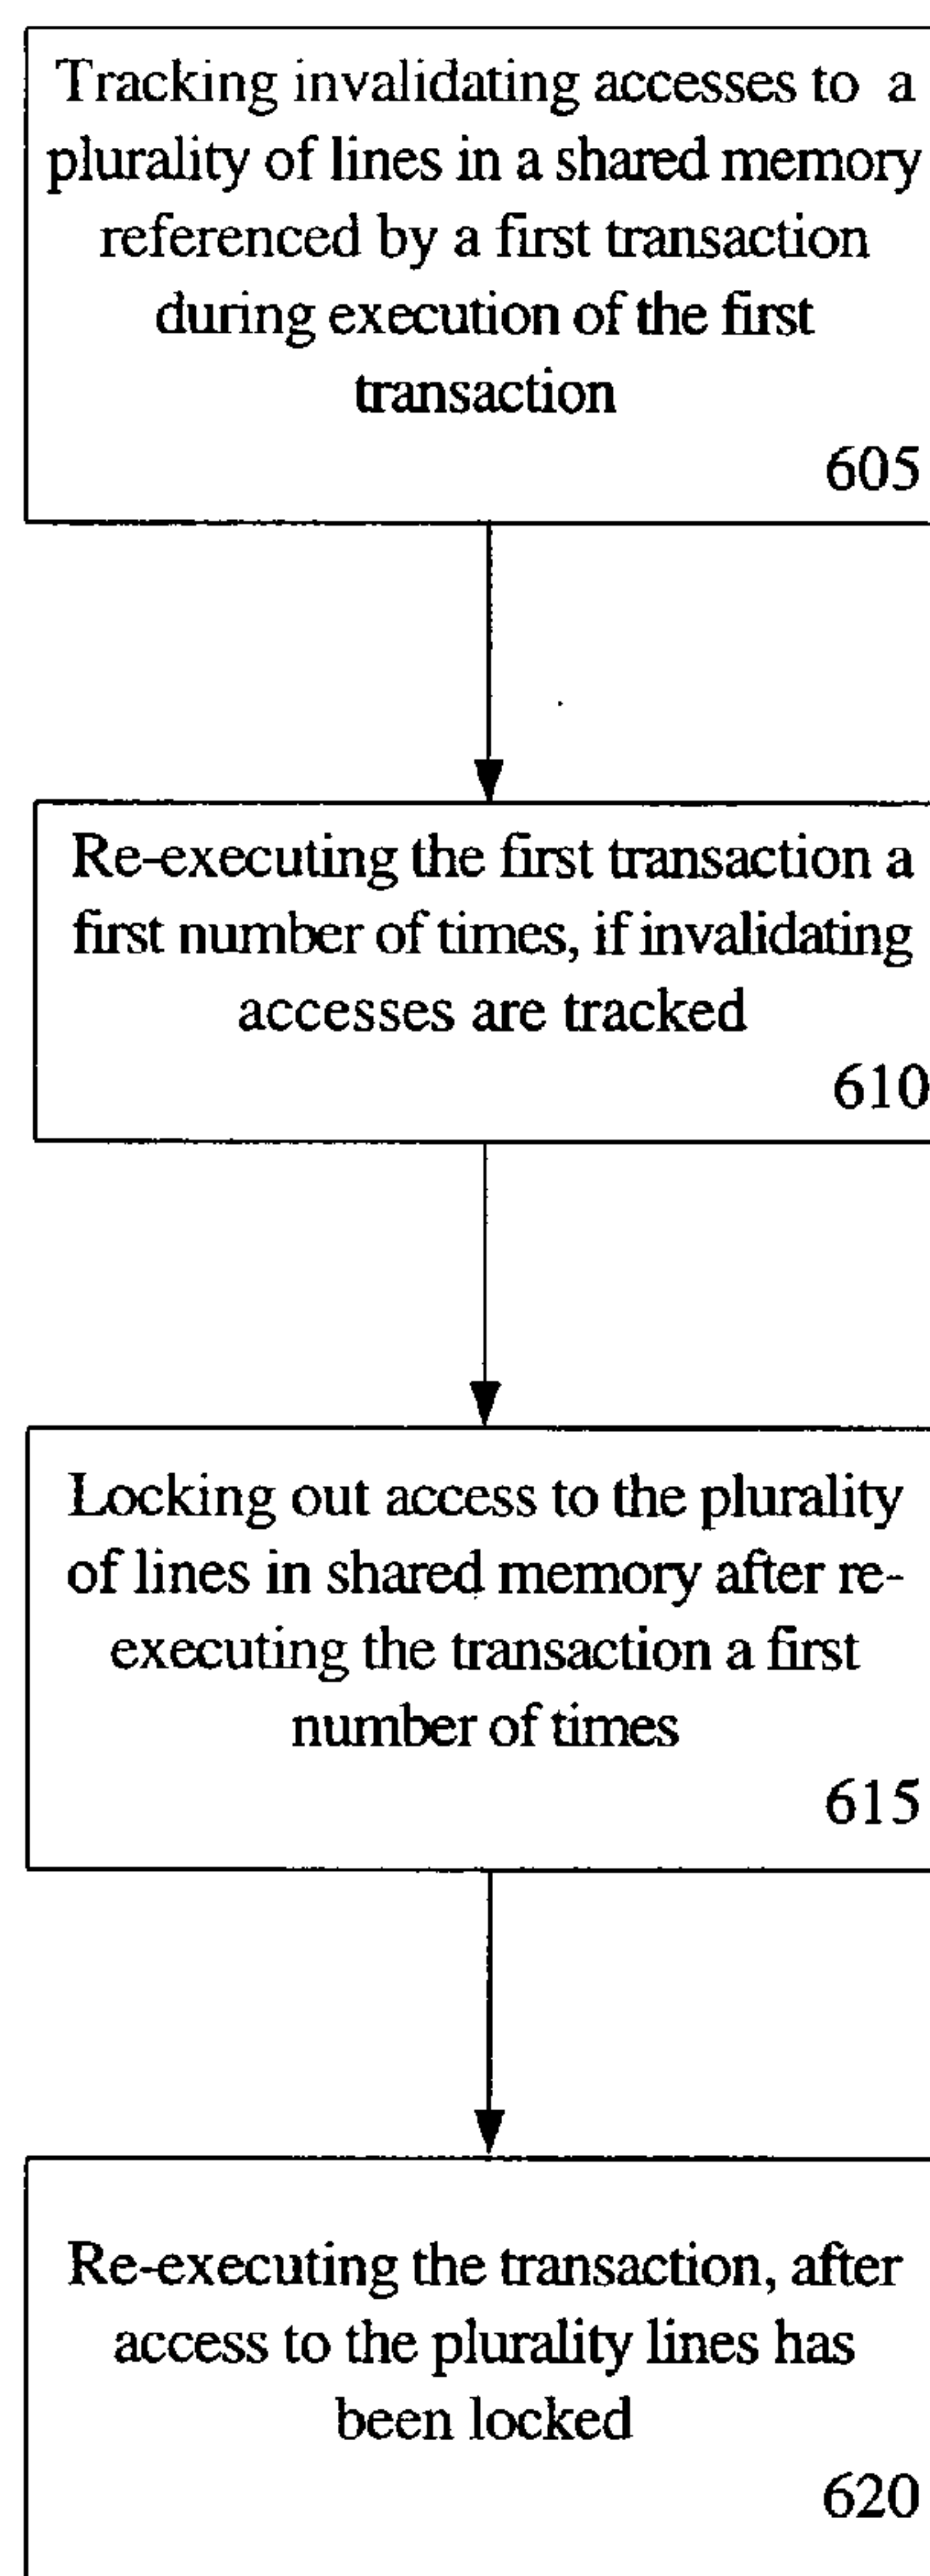 Tracking invalidating accesses to a
plurality of lines in a shared memory
referenced by a first transaction
during execution of the first
transaction
605
Re-executing the first transaction a
first number of times, if invalidating
accesses are tracked
610
Locking out access to the plurality
of lines in shared memory after re-
executing the transaction a first
number of times
615
Re-executing the transaction, after
access to the plurality lines has
been locked
620